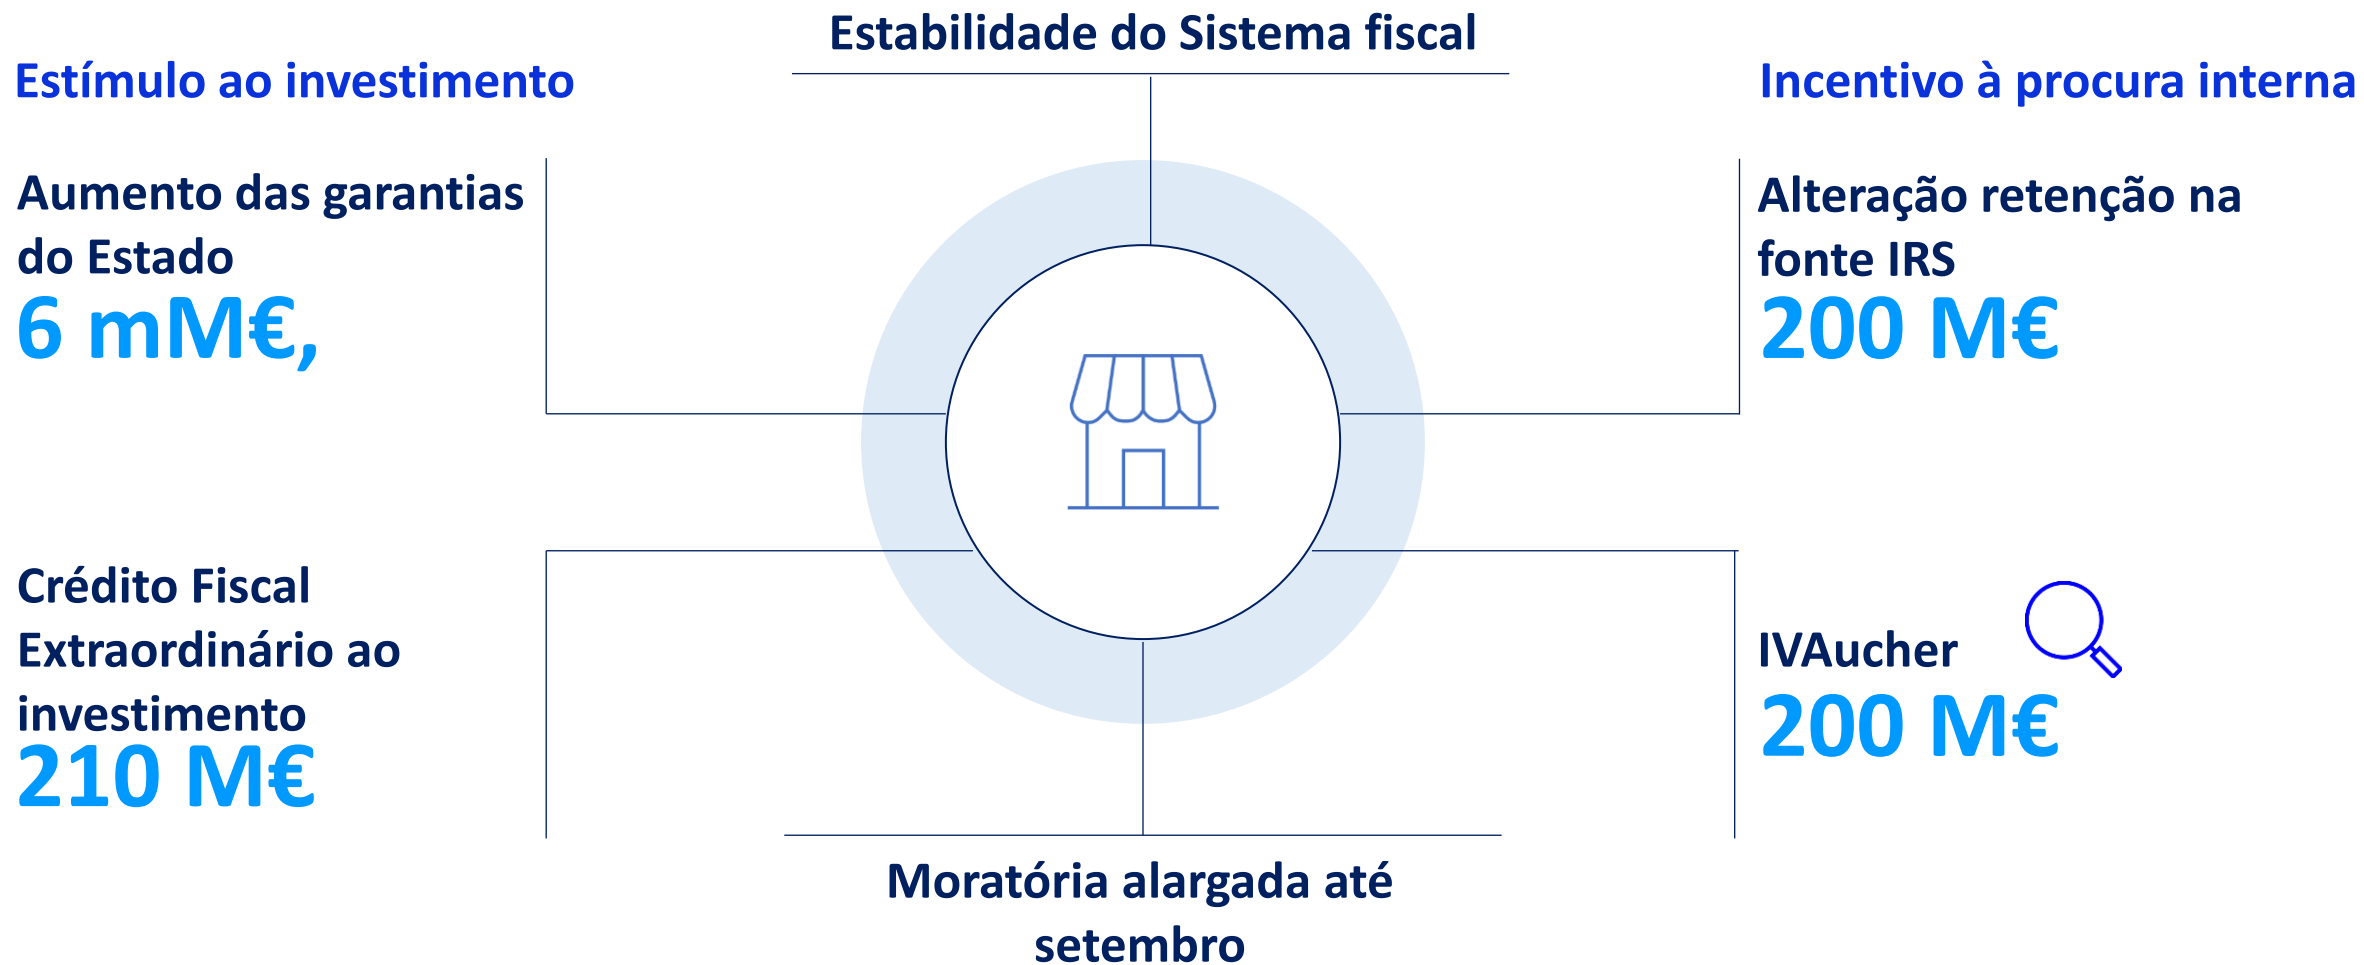 Estabilidade do Sistema fiscal
Estímulo ao investimento
Aumento das garantias
do Estado
6 mM€,
Crédito Fiscal
Extraordinário ao
investimento
210 M€
Incentivo à procura interna
Alteração retenção na
fonte IRS
200 M€
IVAucher
200 M€
Moratória alargada até
setembro